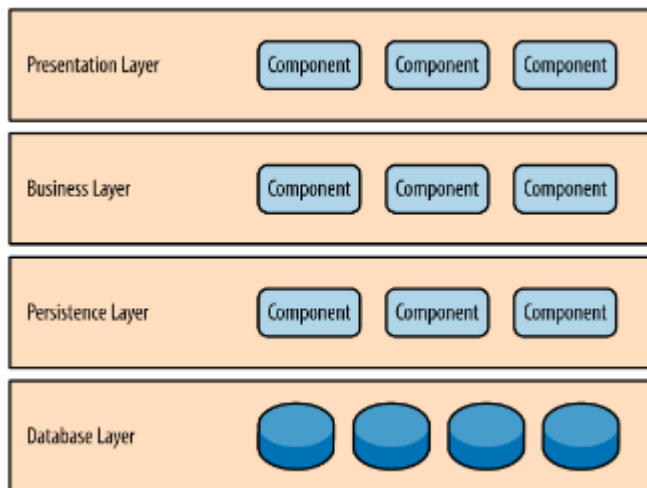 Presentation Layer Component Component Component
Business Layer Component Component Component
Persistence Layer Component Component Component
Database Layer